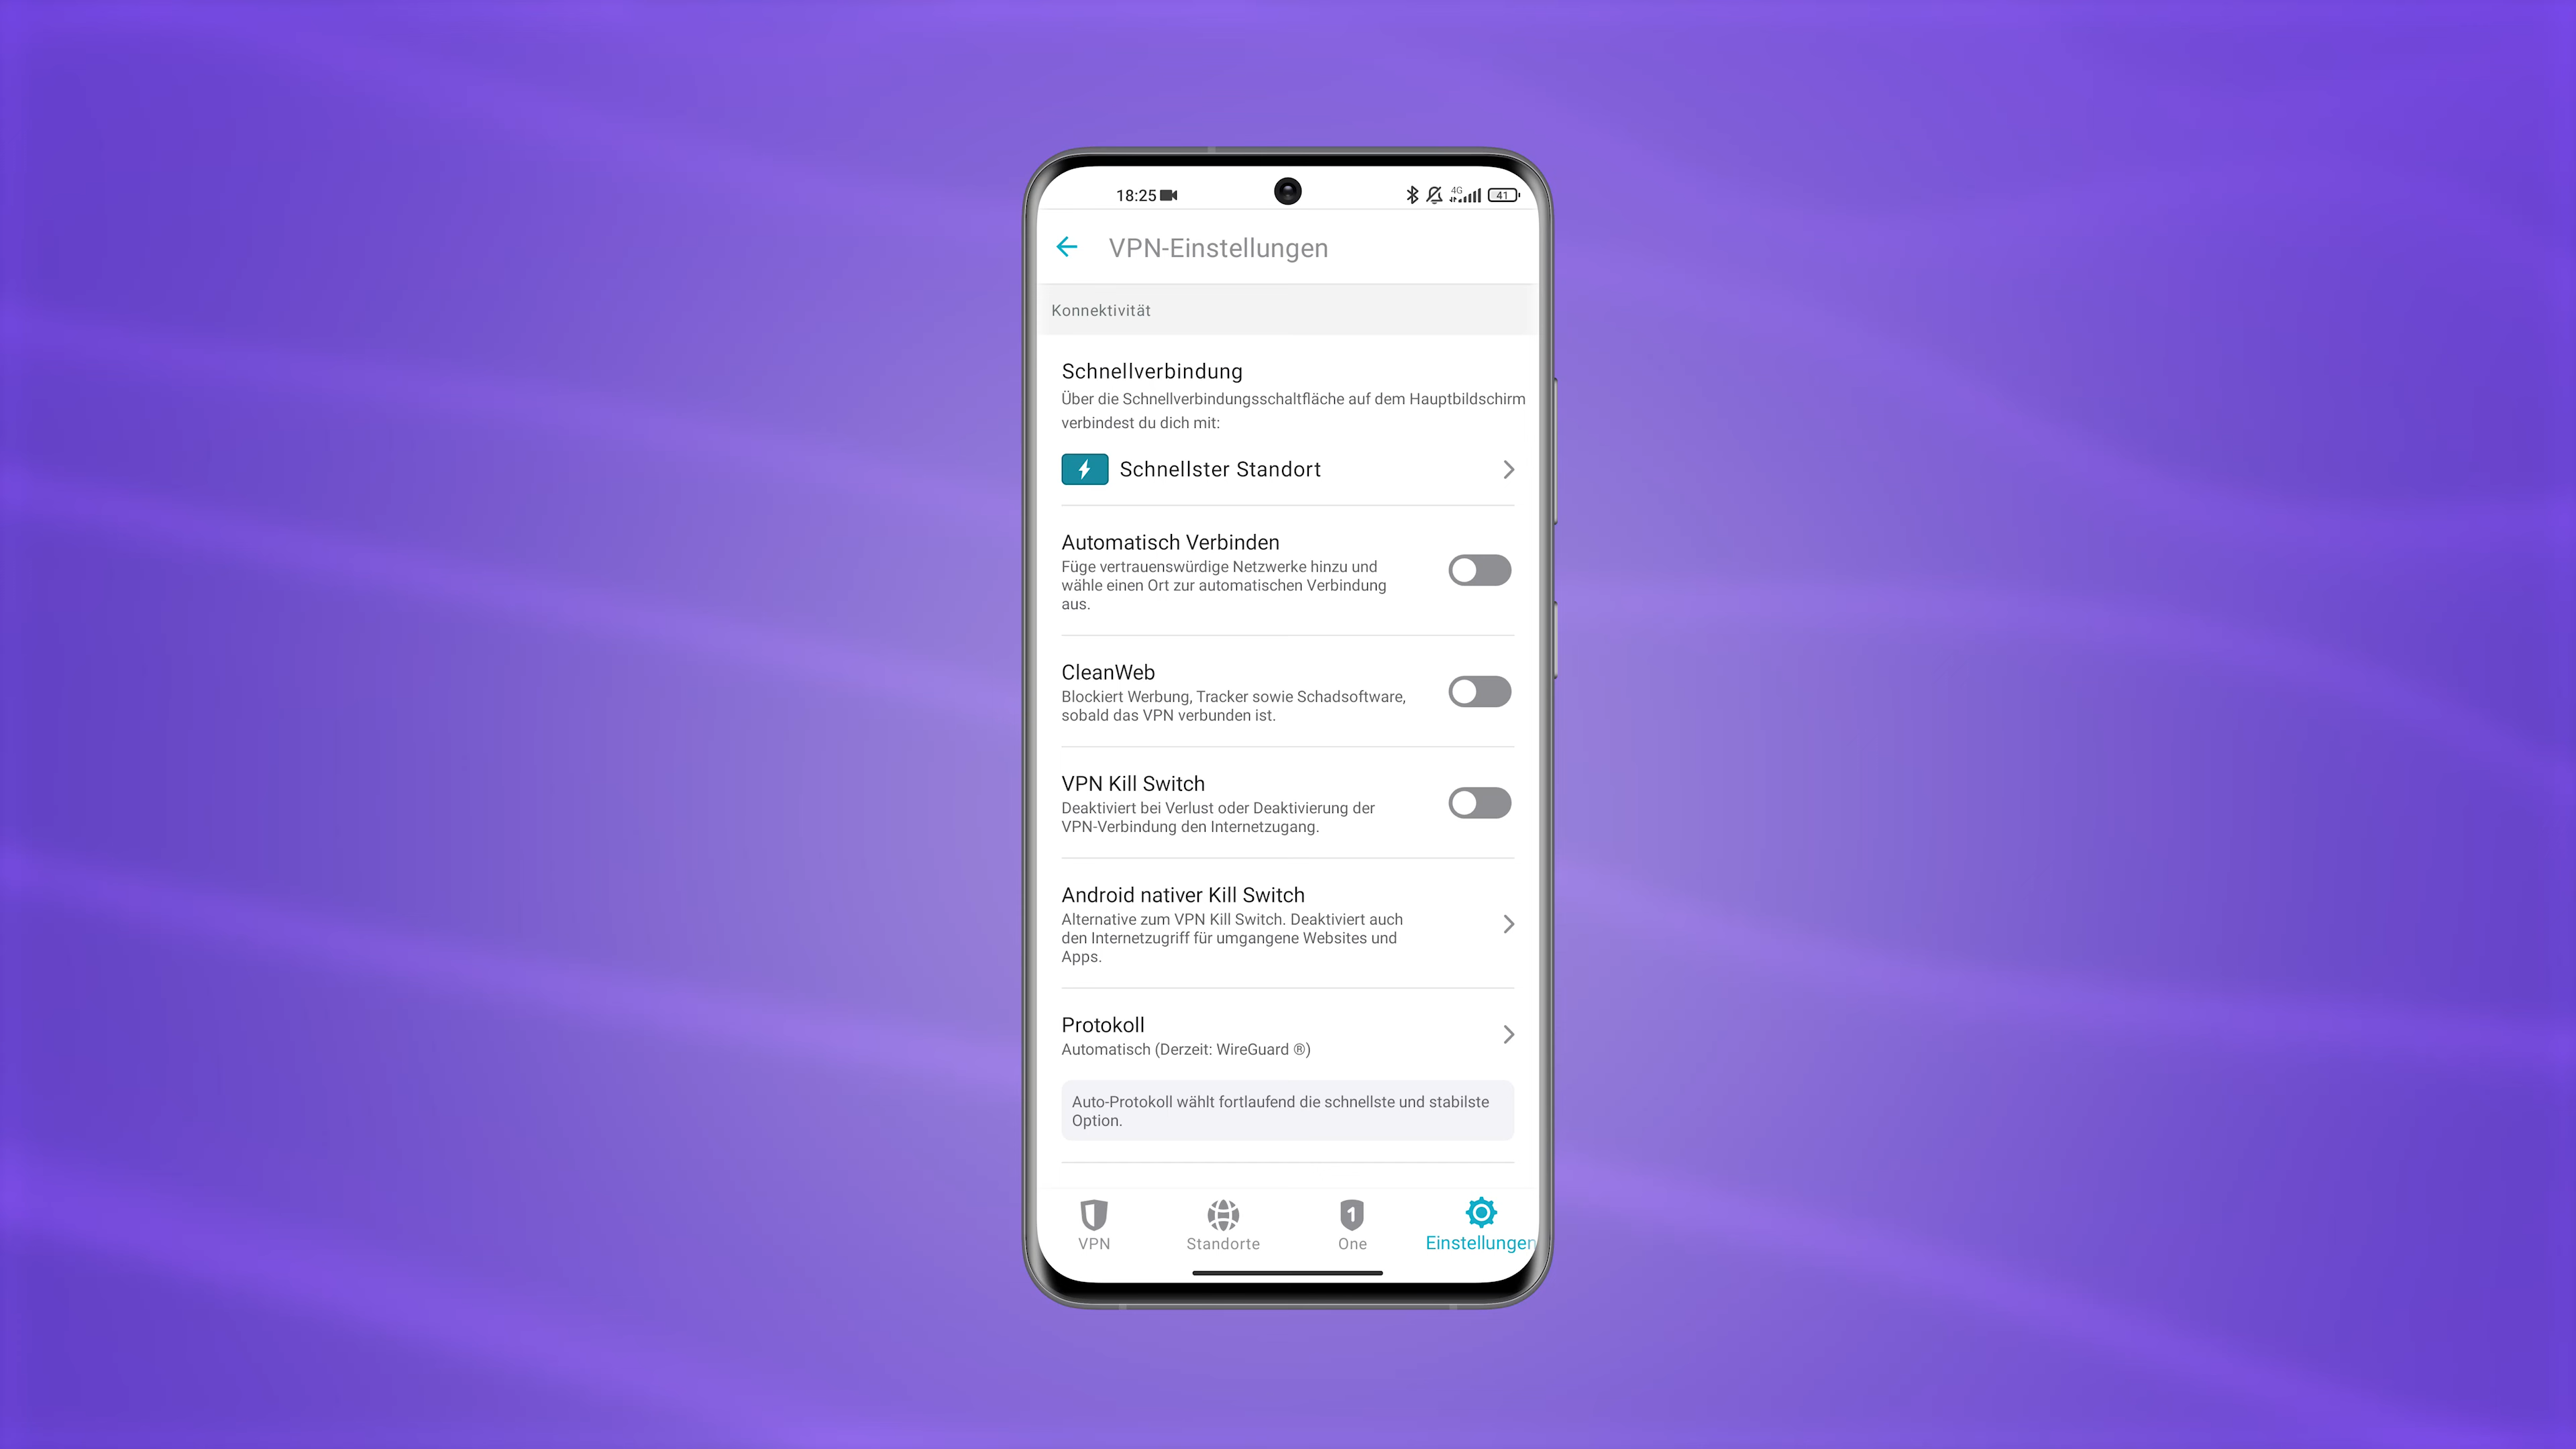 18:25
4G
41
VPN-Einstellungen
Konnektivität
Schnellverbindung
Über die Schnellverbindungsschaltfläche auf dem Hauptbildschirm
verbindest du dich mit:
Schnellster Standort
Automatisch Verbinden
Füge vertrauenswürdige Netzwerke hinzu und
wähle einen Ort zur automatischen Verbindung
aus.
CleanWeb
Blockiert Werbung, Tracker sowie Schadsoftware,
sobald das VPN verbunden ist.
VPN Kill Switch
Deaktiviert bei Verlust oder Deaktivierung der
VPN-Verbindung den Internetzugang.
Android nativer Kill Switch
Alternative zum VPN Kill Switch. Deaktiviert auch
den Internetzugriff für umgangene Websites und
Apps.
Protokoll
Automatisch (Derzeit: WireGuard ®)
Auto-Protokoll wählt fortlaufend die schnellste und stabilste
Option.
1
VPN
Standorte
One
Einstellungen